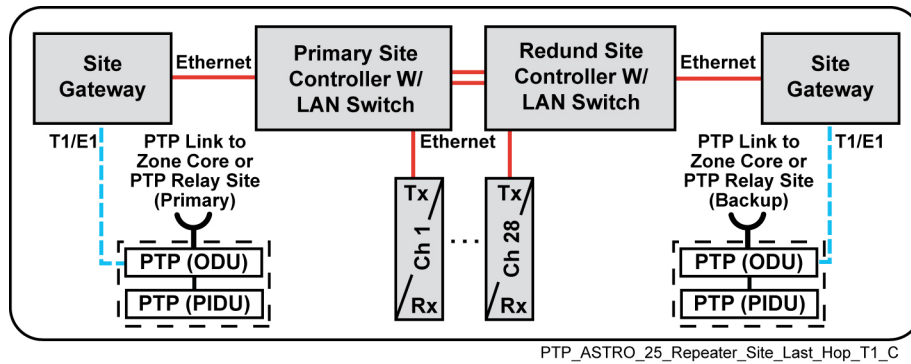 Site
Gateway
Ethernet
Primary Site
Controller W/
LAN Switch
Redund Site
Controller W/
LAN Switch
Ethernet
Site
Gateway
T1/E1
PTP Link to
Zone Core or
PTP Relay Site
(Primary)
Ethernet
PTP Link to
Zone Core or
PTP Relay Site
(Backup)
T1/E1
Tx
Ch 1
Rx
...
Tx
Ch 28
Rx
PTP (ODU)
PTP (PIDU)
PTP (ODU)
PTP (PIDU)
PTP_ASTRO_25_Repeater_Site_Last_Hop_T1_C